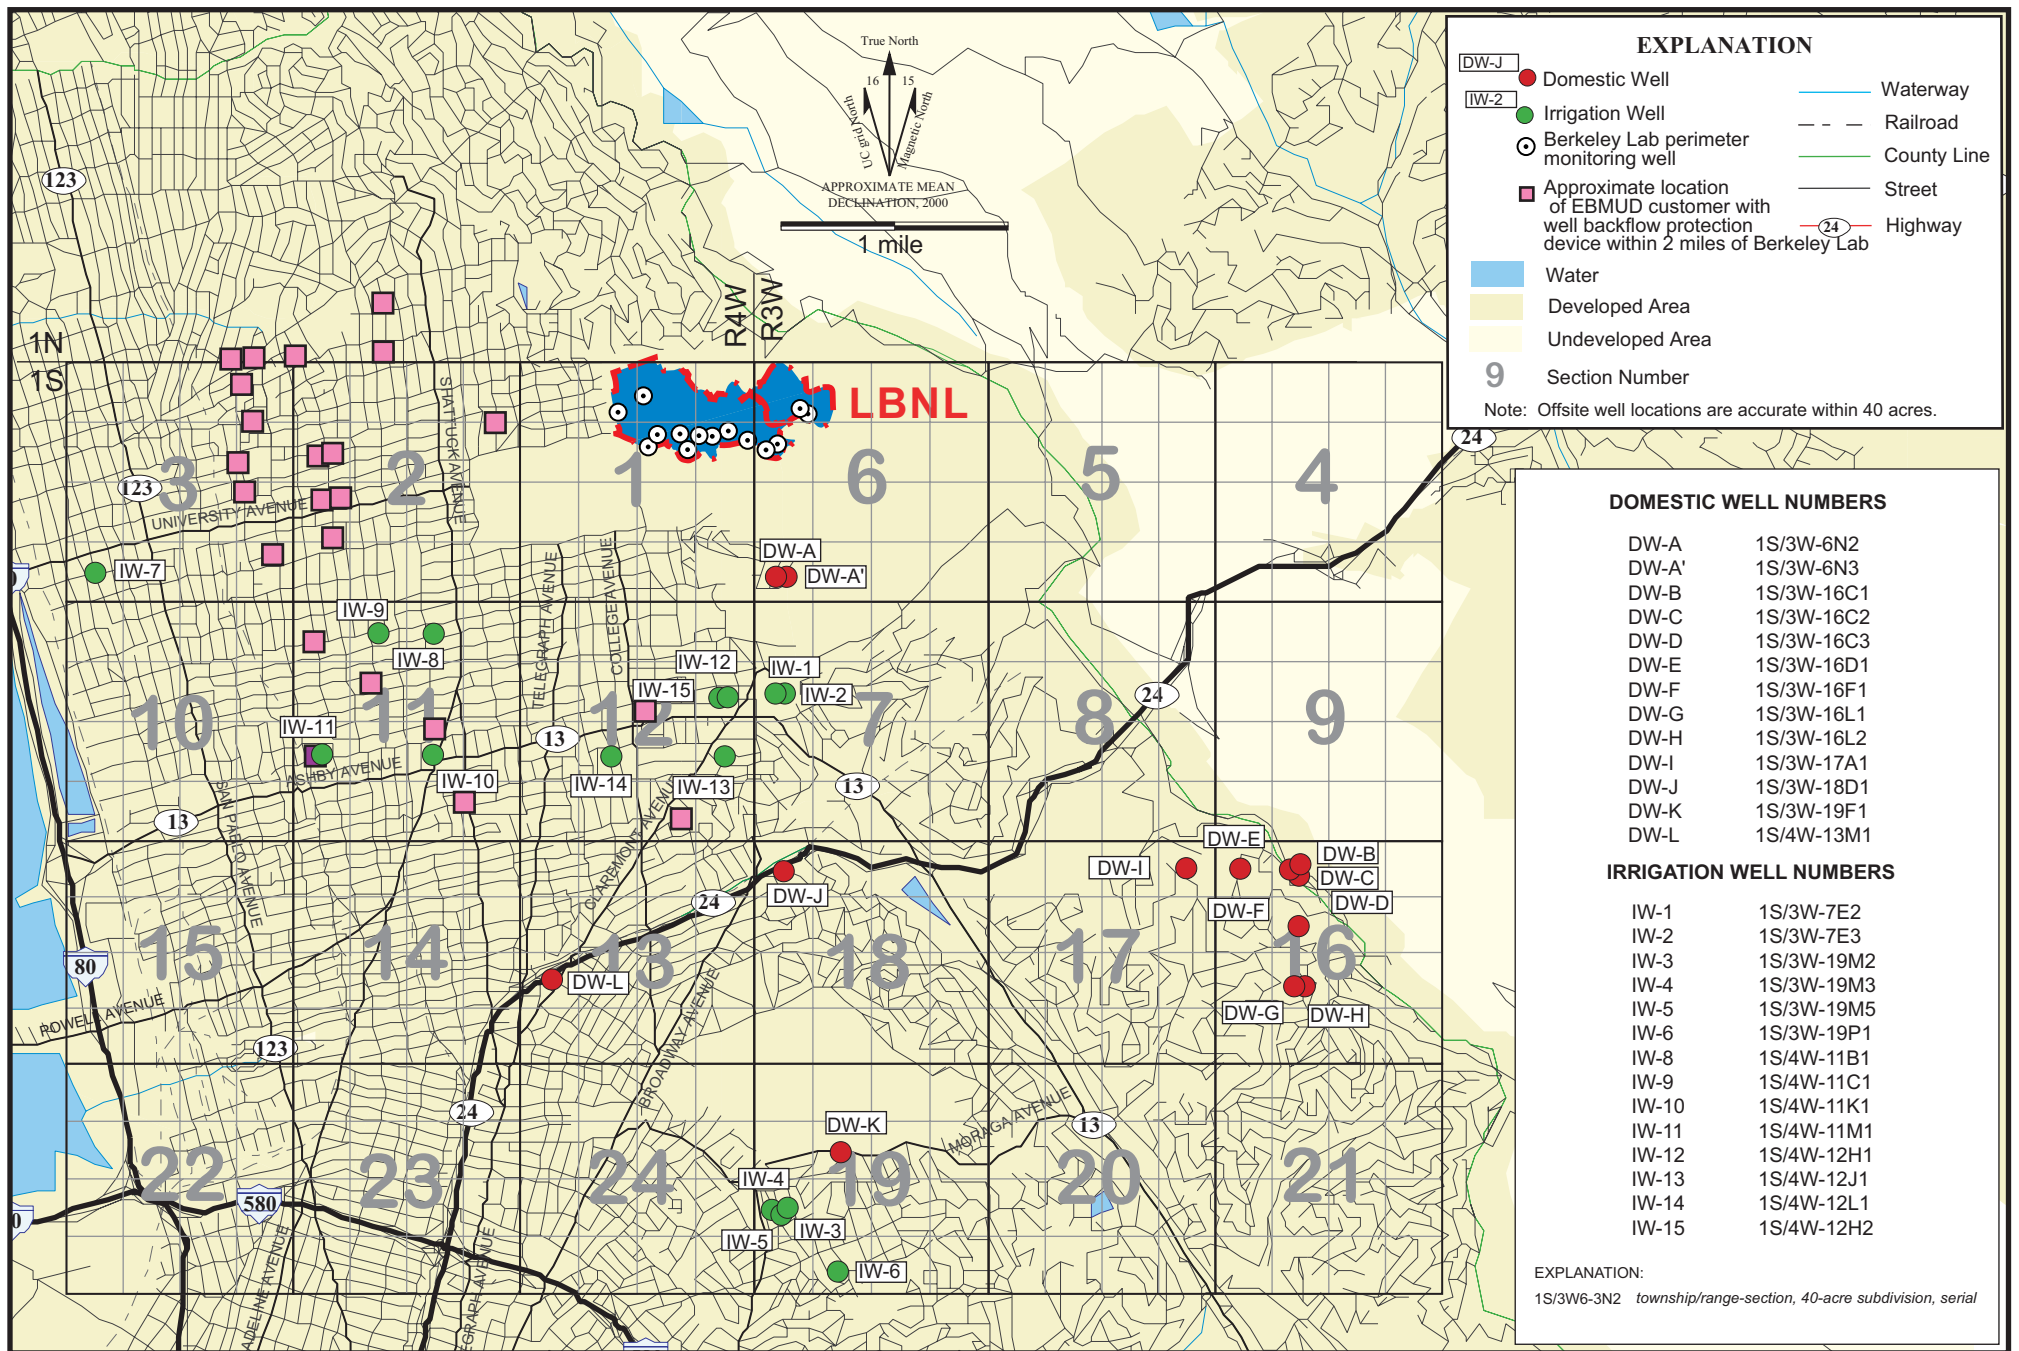 True North
16 15
UC grid North
Magnetic North
APPROXIMATE MEAN
DECLINATION, 2000
1 mile
EXPLANATION
DW-J
Domestic Well
IW-2
Irrigation Well
Berkeley Lab perimeter
monitoring well
Approximate location
of EBMUD customer with
well backflow protection
device within 2 miles of Berkeley Lab
Waterway
Railroad
County Line
Street
24
Highway
Water
Developed Area
Undeveloped Area
9
Section Number
Note: Offsite well locations are accurate within 40 acres.
123
R4W
R3W
1N
1S
LBNL
SHATTUCK AVENUE
24
3
2
1
6
5
4
123
UNIVERSITY AVENUE
IW-7
DW-A
DW-A'
TELEGRAPH AVENUE
COLLEGE AVENUE
IW-9
IW-8
IW-12
IW-1
IW-15
IW-2
24
10
11
12
7
8
9
IW-11
13
ASHBY AVENUE
IW-10
IW-14
IW-13
13
13
SAN PABLO AVENUE
CLAREMONT AVENUE
DW-E
DW-I
DW-B
DW-C
DW-J
DW-F
DW-D
24
15
14
13
18
17
16
80
DW-L
BROADWAY AVENUE
DW-G
DW-H
POWELL AVENUE
123
24
DW-K
MORAGA AVENUE
13
22
23
24
19
20
21
IW-4
580
IW-5
IW-3
IW-6
ADELINE AVENUE
EGRAPH AVENUE
0
0
DOMESTIC WELL NUMBERS
DW-A 1S/3W-6N2
DW-A' 1S/3W-6N3
DW-B 1S/3W-16C1
DW-C 1S/3W-16C2
DW-D 1S/3W-16C3
DW-E 1S/3W-16D1
DW-F 1S/3W-16F1
DW-G 1S/3W-16L1
DW-H 1S/3W-16L2
DW-I 1S/3W-17A1
DW-J 1S/3W-18D1
DW-K 1S/3W-19F1
DW-L 1S/4W-13M1
IRRIGATION WELL NUMBERS
IW-1 1S/3W-7E2
IW-2 1S/3W-7E3
IW-3 1S/3W-19M2
IW-4 1S/3W-19M3
IW-5 1S/3W-19M5
IW-6 1S/3W-19P1
IW-8 1S/4W-11B1
IW-9 1S/4W-11C1
IW-10 1S/4W-11K1
IW-11 1S/4W-11M1
IW-12 1S/4W-12H1
IW-13 1S/4W-12J1
IW-14 1S/4W-12L1
IW-15 1S/4W-12H2
EXPLANATION:
1S/3W6-3N2 township/range-section, 40-acre subdivision, serial